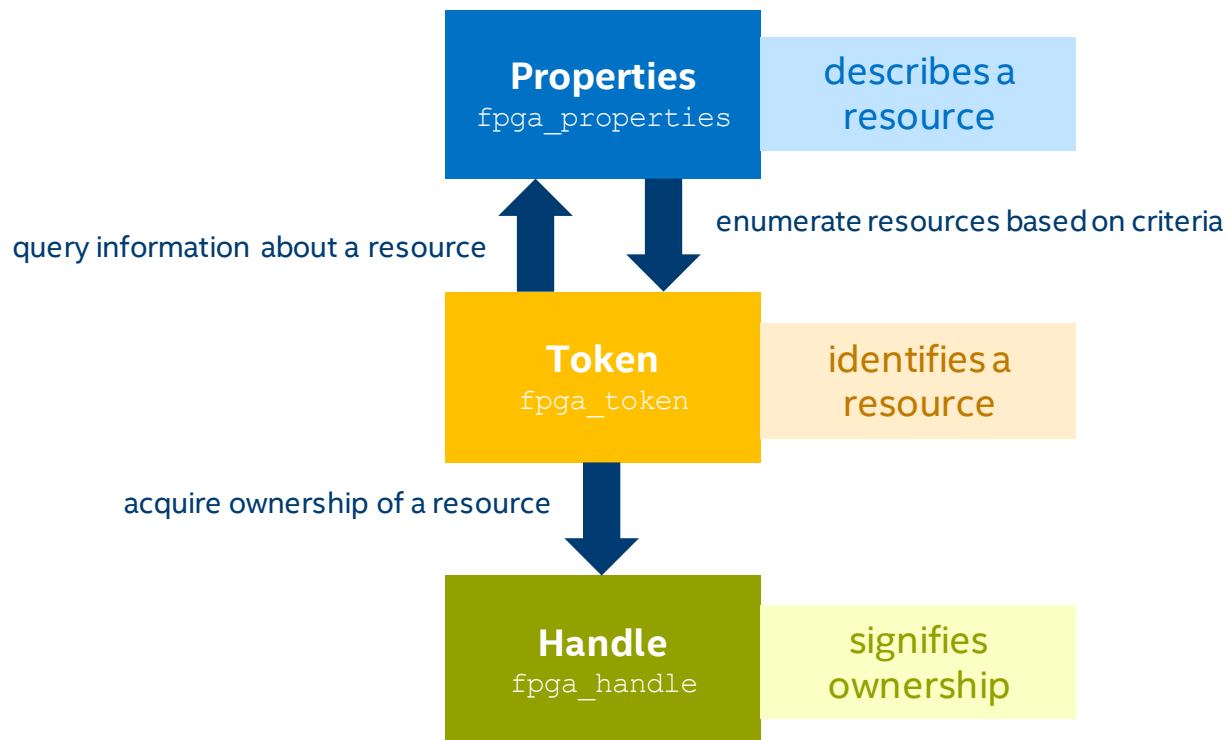 Properties
fpga_properties
describes a
resource
query information about a resource
enumerate resources based on criteria
Token
fpga_token
identifies a
resource
acquire ownership of a resource
Handle
fpga_handle
signifies
ownership